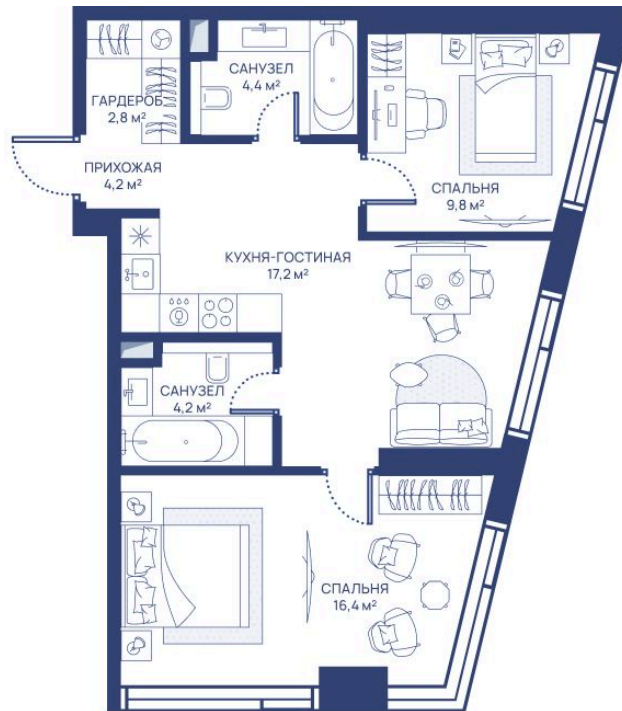 САНУЗЕЛ
4,4 м²
ГАРДЕРОБ
2,8 м²
ПРИХОЖАЯ
4,2 м²
СПАЛЬНЯ
9,8 м²
КУХНЯ-ГОСТИНАЯ
17,2 м²
САНУЗЕЛ
4,2 м²
СПАЛЬНЯ
16,4 м²